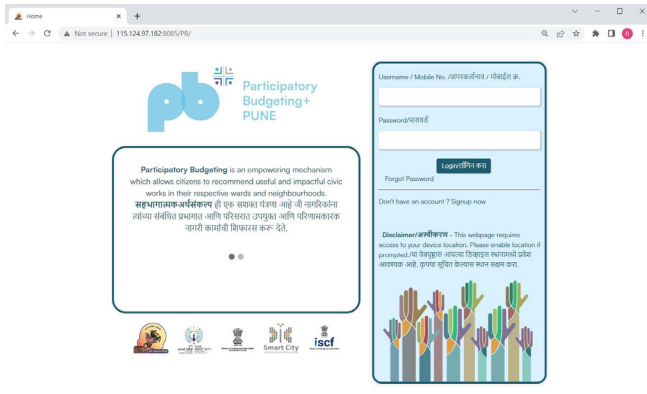 Home
Not secure | 115.124.97.182:8085/PB/
Participatory
Budgeting+
PUNE
Participatory Budgeting is an empowering mechanism
which allows citizens to recommend useful and impactful civic
works in their respective wards and neighbourhoods.
सहभागात्मकअर्थसंकल्प ही एक सशक्त यंत्रणा आहे जी नागरिकांना
त्यांच्या संबंधित प्रभागात आणि परिसरात उपयुक्त आणि परिणामकारक
नागरी कामांची शिफारस करू देते.
Smart City
iscf
Username / Mobile No. /वापरकर्तानाव / मोबाईल क्र.
Password/पासवर्ड
Login/लॉगिन करा
Forgot Password
Don't have an account ? Signup now
Disclaimer/अस्वीकरण - This webpage requires
access to your device location. Please enable location if
prompted./या वेबपृष्ठास आपल्या डिव्हाइस स्थानामध्ये प्रवेश
आवश्यक आहे. कृपया सूचित केल्यास स्थान सक्षम करा.